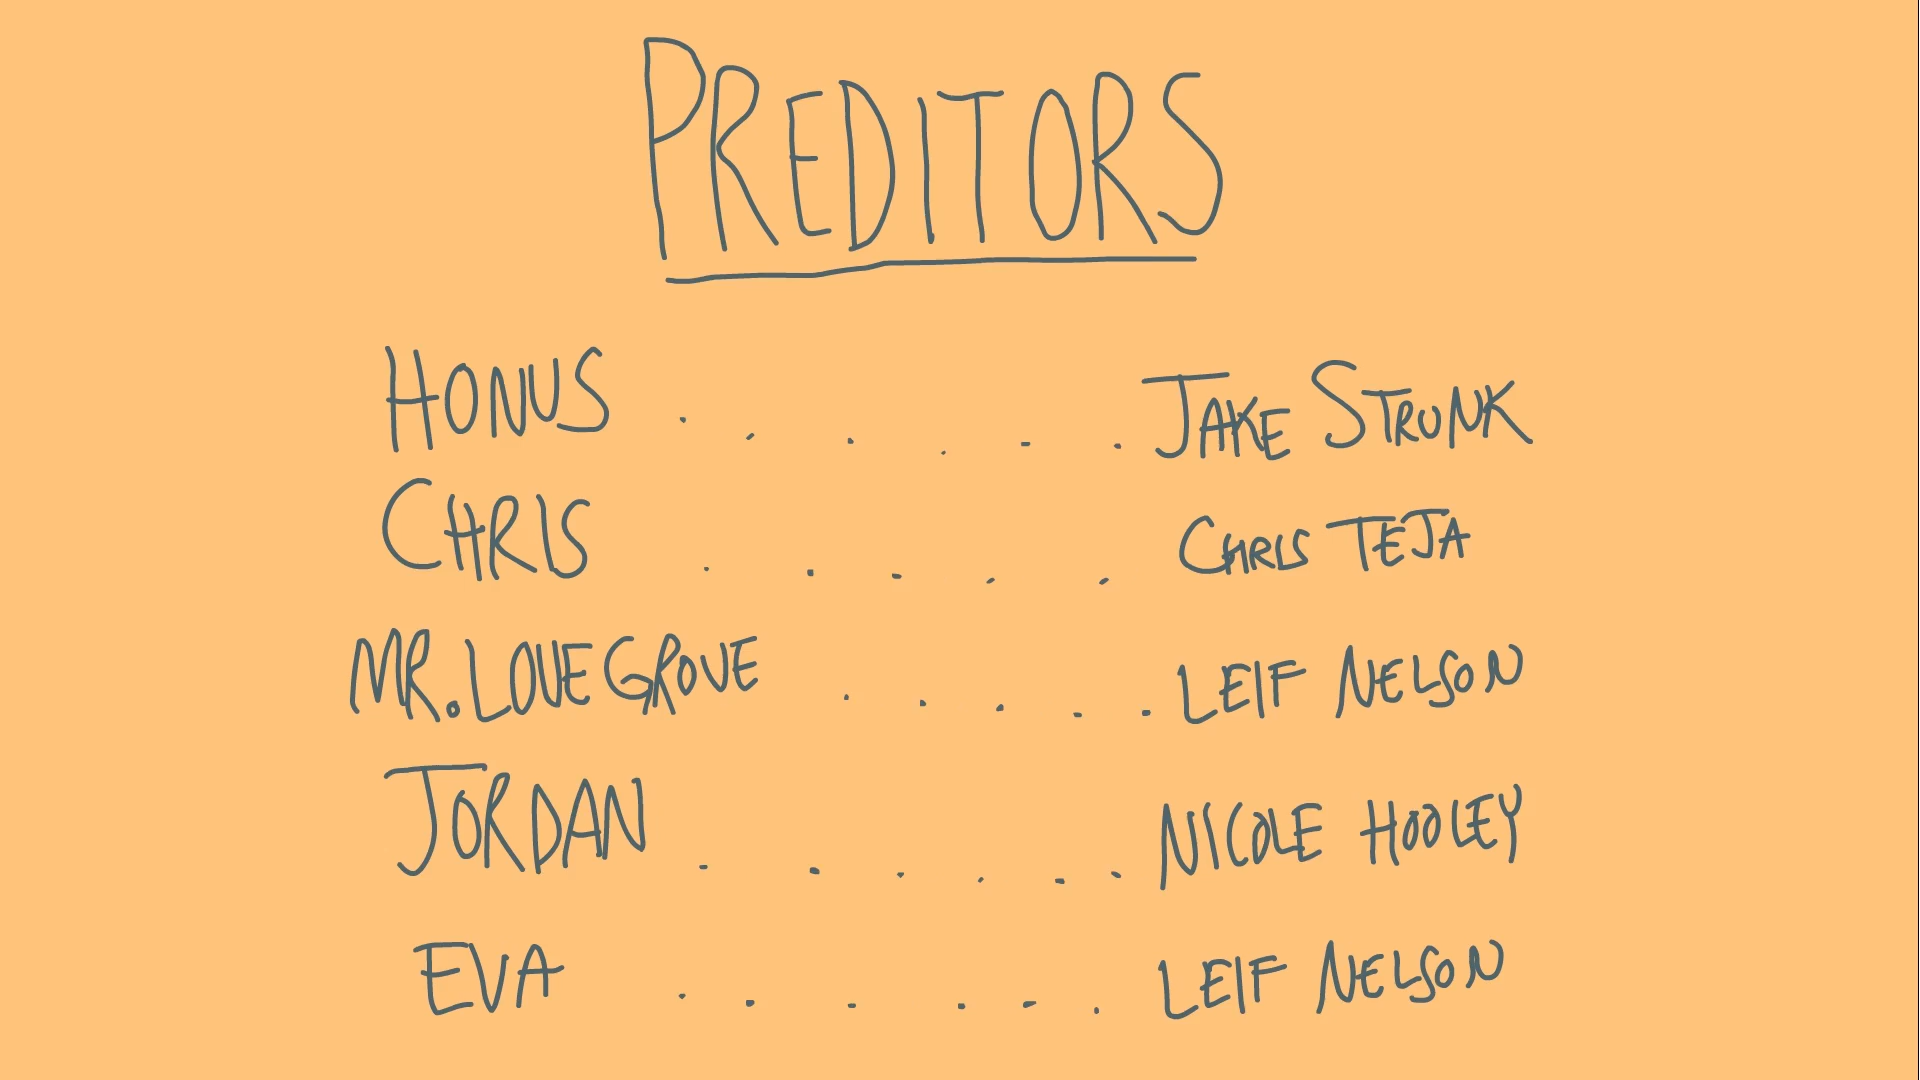 PREDITORS
HONUS . . . . . . JAKE STRUNK
CHRIS . . . . . CHRIS TEJA
MR. LOVEGROVE . . . . . LEIF NELSON
JORDAN . . . . . . NICOLE HOOLEY
EVA . . . . . . LEIF NELSON